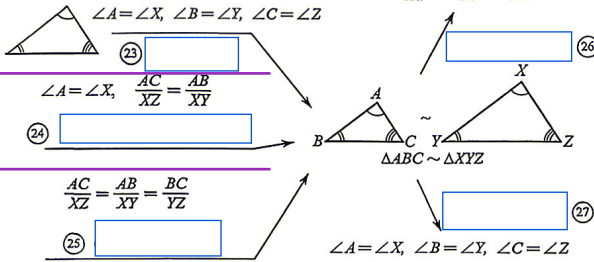 ∠A=∠X, ∠B=∠Y, ∠C=∠Z
23
26
∠A=∠X, AC/XZ = AB/XY
24
A
B
C
~
X
Y
Z
ΔABC~ΔXYZ
AC/XZ = AB/XY = BC/YZ
27
25
∠A=∠X, ∠B=∠Y, ∠C=∠Z